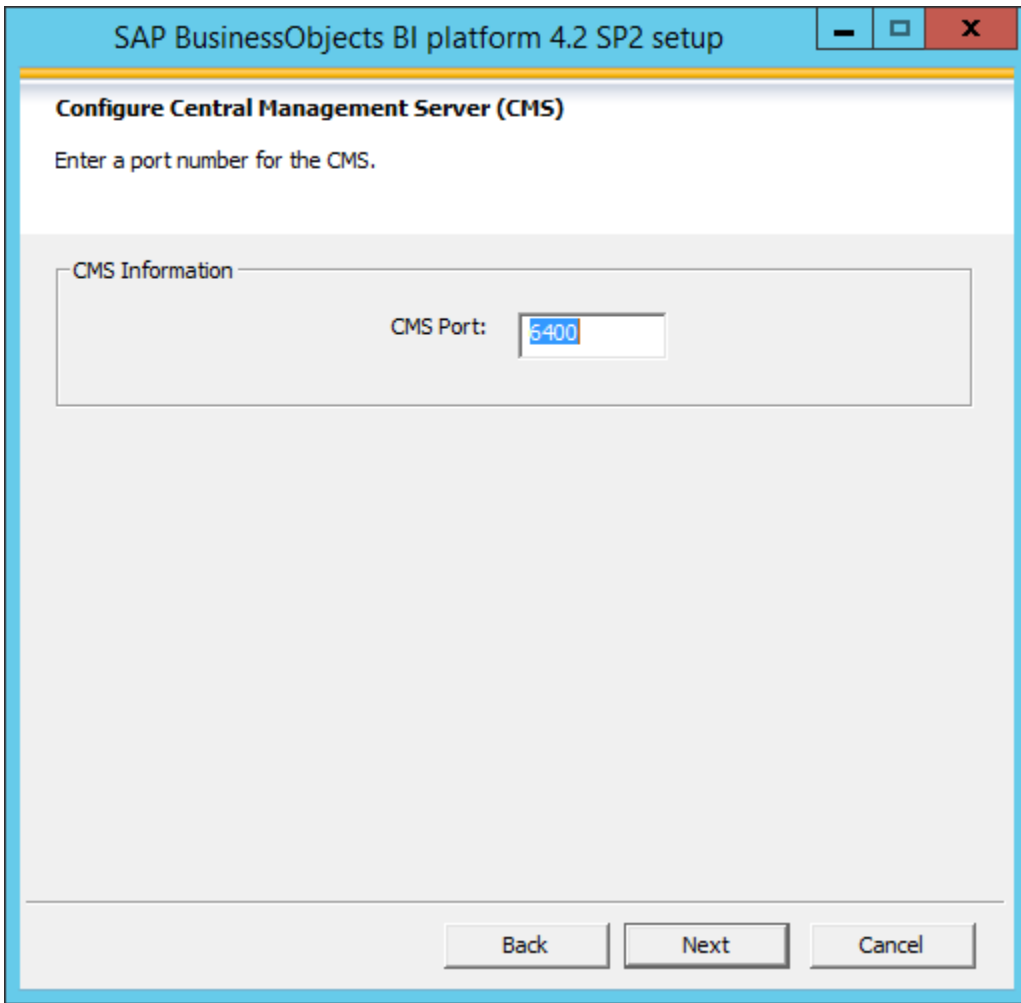 SAP BusinessObjects BI platform 4.2 SP2 setup
Configure Central Management Server (CMS)
Enter a port number for the CMS.
CMS Information
CMS Port: 6400
Back Next Cancel